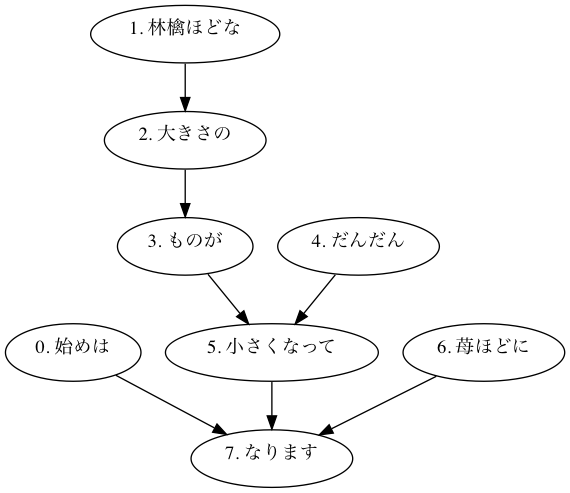 1. 林檎ほどな
2. 大きさの
3. ものが
4. だんだん
0. 始めは
5. 小さくなって
6. 苺ほどに
7. なります